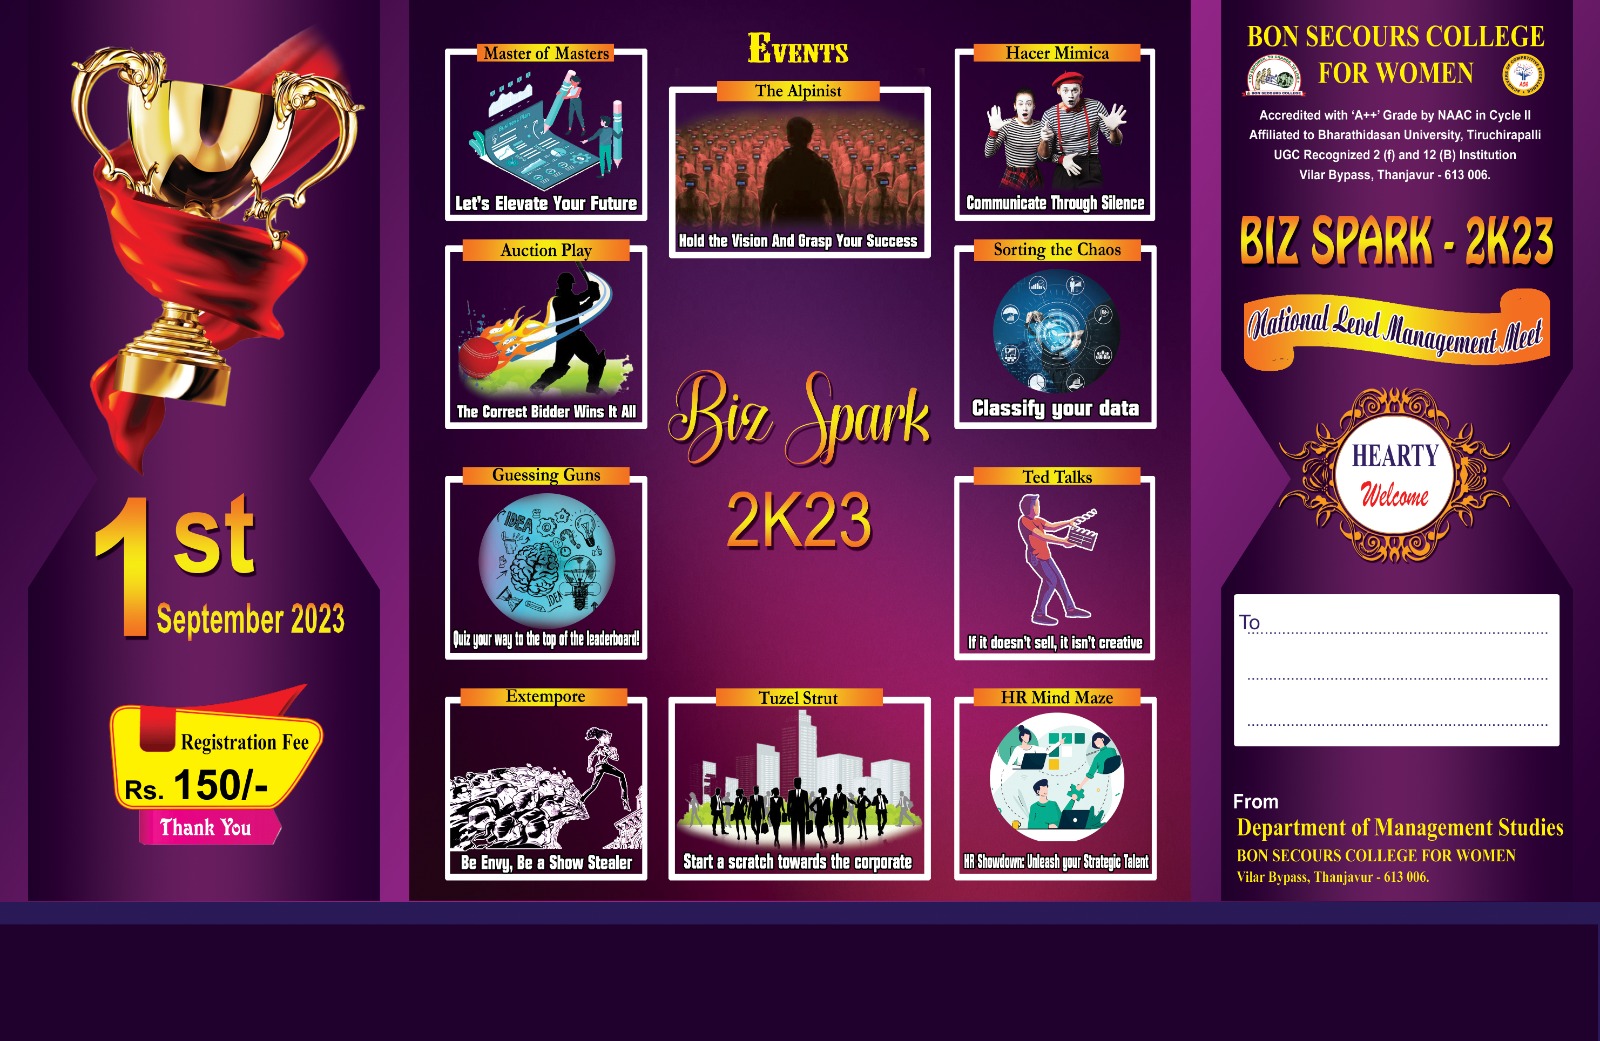 1st
September 2023
Registration Fee
Rs. 150/-
Thank You
EVENTS
Master of Masters
Let's Elevate Your Future
The Alpinist
Hold the Vision And Grasp Your Success
Hacer Mimica
Communicate Through Silence
Auction Play
The Correct Bidder Wins It All
Sorting the Chaos
Classify your data
Biz Spark
2K23
Guessing Guns
IDEA
IDEA
Quiz your way to the top of the leaderboard!
Ted Talks
If it doesn't sell, it isn't creative
Extempore
Be Envy, Be a Show Stealer
Tuzel Strut
Start a scratch towards the corporate
HR Mind Maze
HR Showdown: Unleash your Strategic Talent
BON SECOURS COLLEGE
FOR WOMEN
BON SECOURS COLLEGE
Accredited with ‘A++’ Grade by NAAC in Cycle II
Affiliated to Bharathidasan University, Tiruchirapalli
UGC Recognized 2 (f) and 12 (B) Institution
Vilar Bypass, Thanjavur - 613 006.
BIZ SPARK - 2K23
National Level Management Meet
HEARTY
Welcome
To
From
Department of Management Studies
BON SECOURS COLLEGE FOR WOMEN
Vilar Bypass, Thanjavur - 613 006.